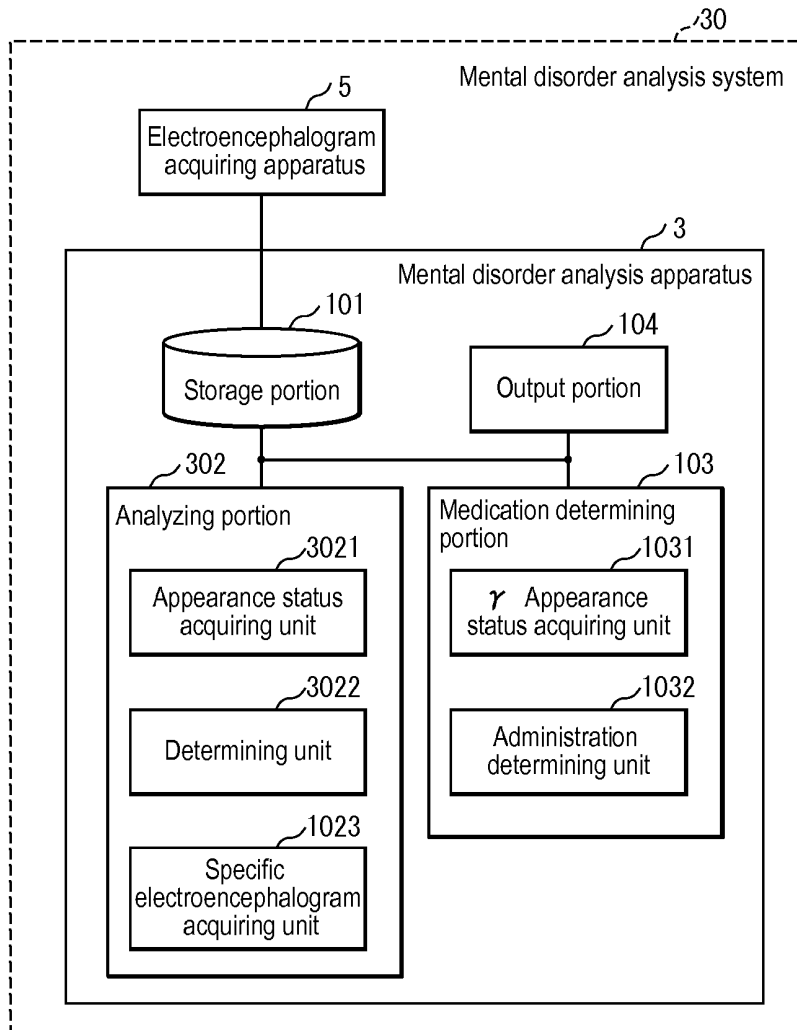 30
Mental disorder analysis system
5
Electroencephalogram
acquiring apparatus
3
Mental disorder analysis apparatus
101
Storage portion
104
Output portion
302
Analyzing portion
3021
Appearance status
acquiring unit
3022
Determining unit
1023
Specific
electroencephalogram
acquiring unit
103
Medication determining
portion
1031
γ Appearance
status acquiring unit
1032
Administration
determining unit